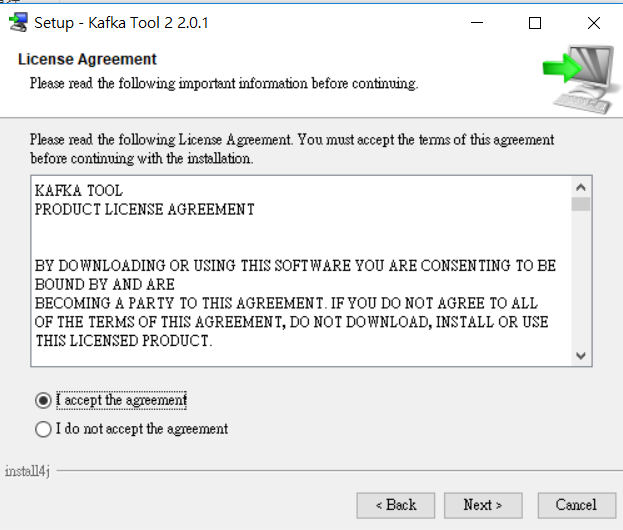 Setup - Kafka Tool 2 2.0.1
License Agreement
Please read the following important information before continuing.
Please read the following License Agreement. You must accept the terms of this agreement
before continuing with the installation.
KAFKA TOOL
PRODUCT LICENSE AGREEMENT
BY DOWNLOADING OR USING THIS SOFTWARE YOU ARE CONSENTING TO BE
BOUND BY AND ARE
BECOMING A PARTY TO THIS AGREEMENT. IF YOU DO NOT AGREE TO ALL
OF THE TERMS OF THIS AGREEMENT, DO NOT DOWNLOAD, INSTALL OR USE
THIS LICENSED PRODUCT.
I accept the agreement
I do not accept the agreement
install4j
< Back
Next >
Cancel